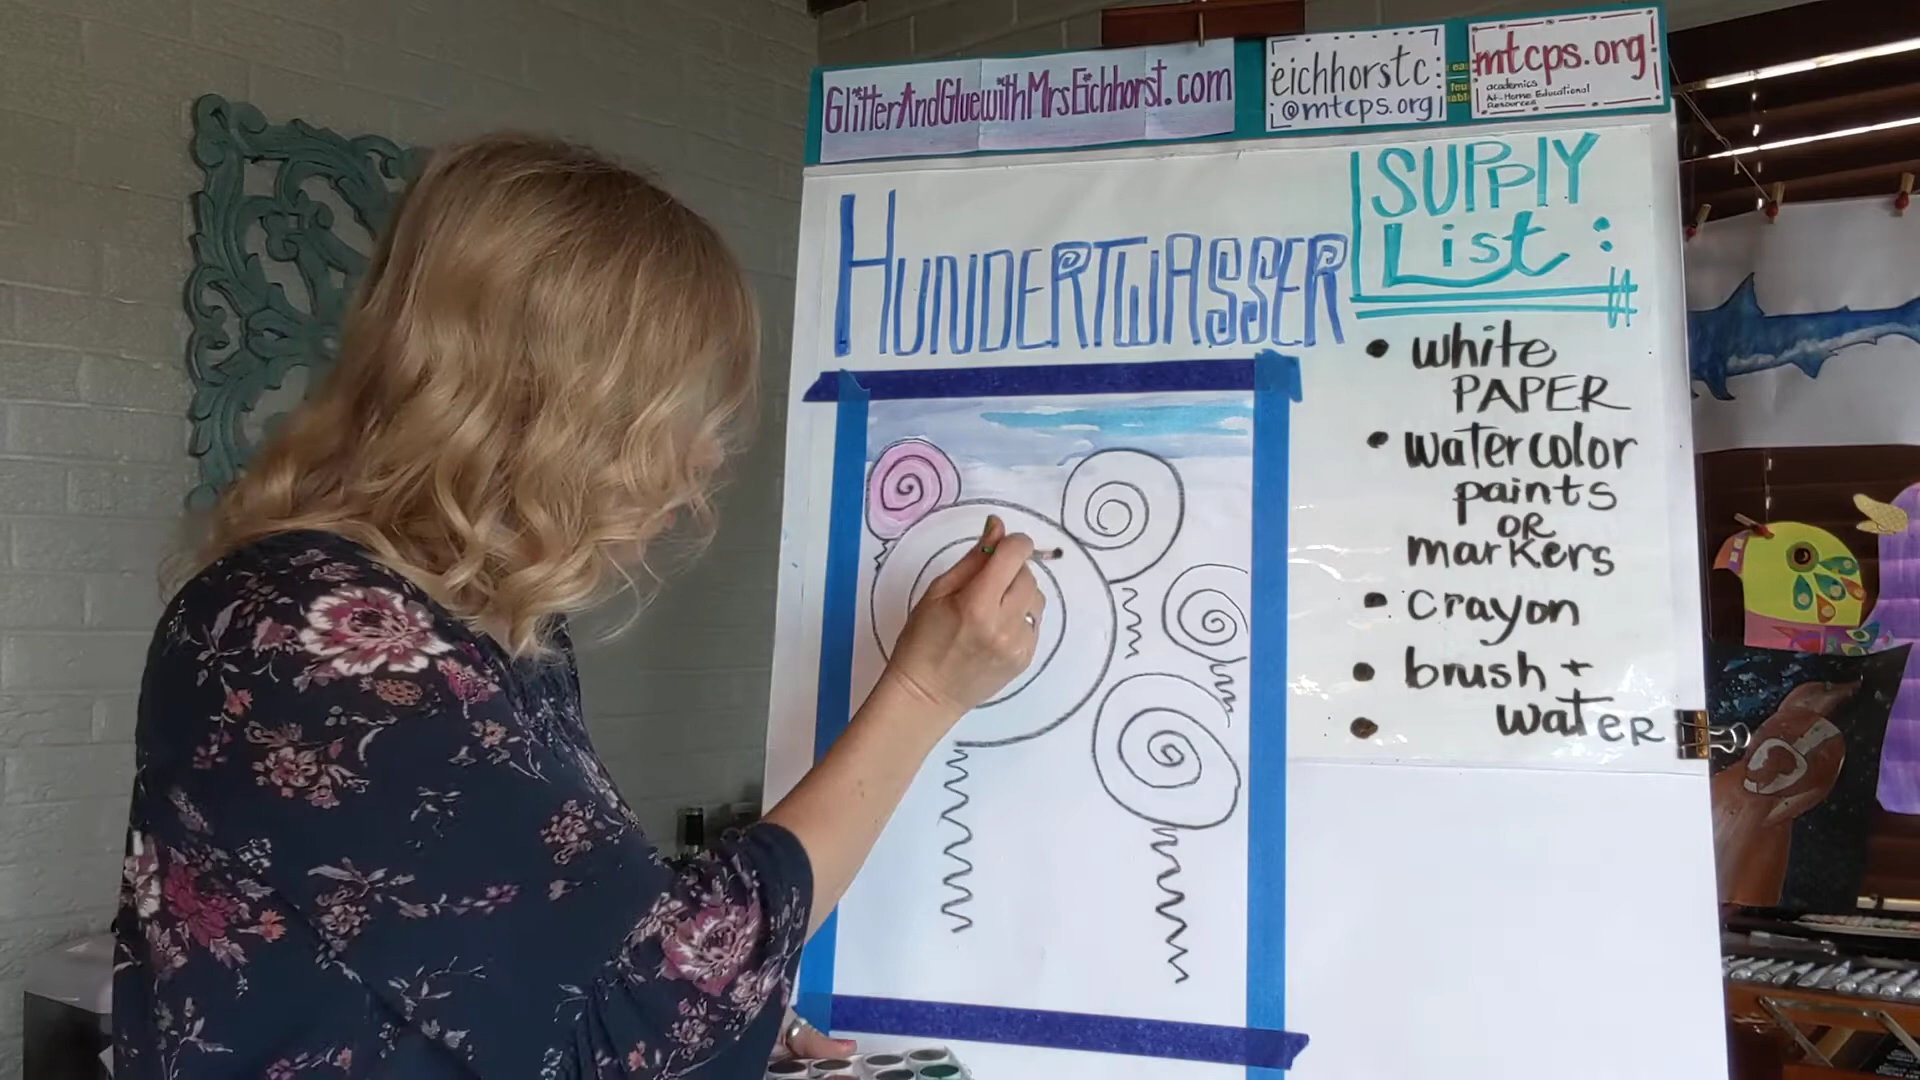 GlitterAndGluewithMrsEichhorst.com
eichhorstc
@mtcps.org
mtcps.org
academics
At-Home Educational
Resources
HUNDERTWASSER
SUPPlY
List:
• white
PAPER
• watercolor
paints
OR
markers
• crayon
• brush +
• watER